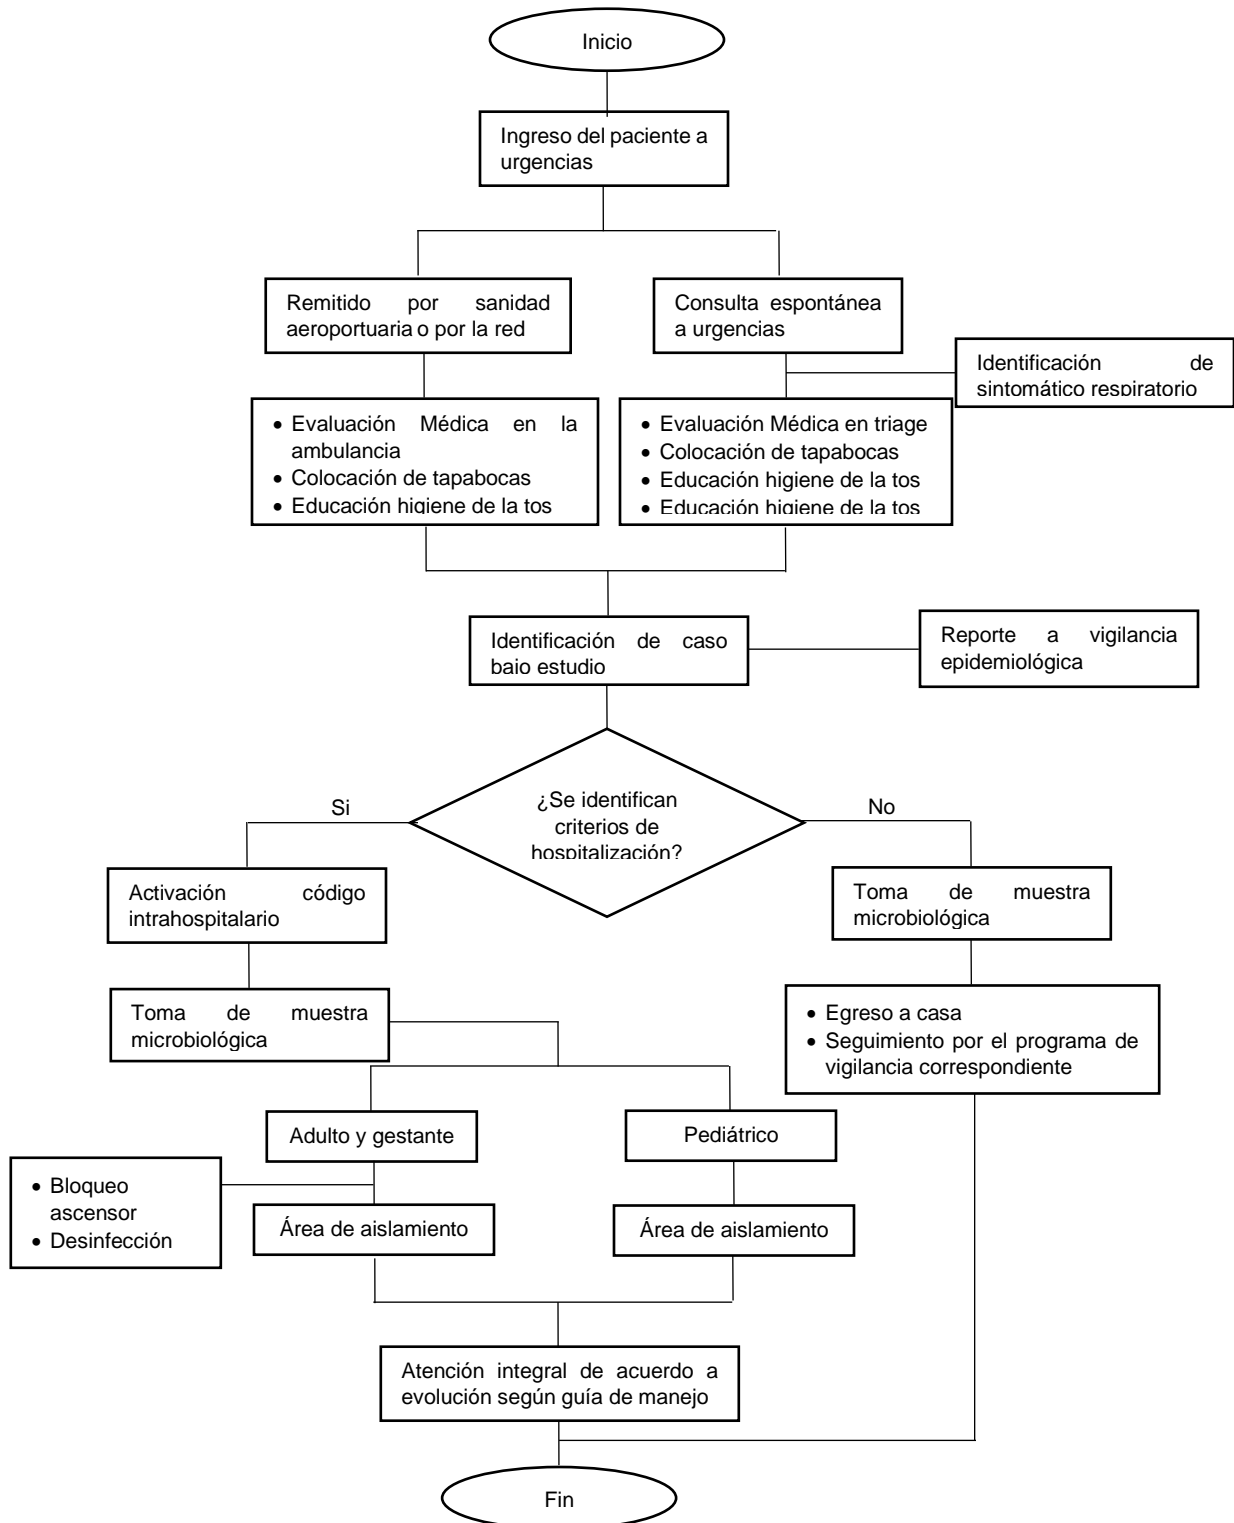 Inicio
Ingreso del paciente a
urgencias
Remitido por sanidad
aeroportuaria o por la red
Consulta espontánea
a urgencias
Identificación de
sintomático respiratorio
• Evaluación Médica en la
ambulancia
• Colocación de tapabocas
• Educación higiene de la tos
• Evaluación Médica en triage
• Colocación de tapabocas
• Educación higiene de la tos
• Educación higiene de la tos
Identificación de caso
bajo estudio
Reporte a vigilancia
epidemiológica
¿Se identifican
criterios de
hospitalización?
Si
No
Activación código
intrahospitalario
Toma de muestra
microbiológica
Toma de muestra
microbiológica
• Egreso a casa
• Seguimiento por el programa de
vigilancia correspondiente
Adulto y gestante
Pediátrico
• Bloqueo
ascensor
• Desinfección
Área de aislamiento
Área de aislamiento
Atención integral de acuerdo a
evolución según guía de manejo
Fin